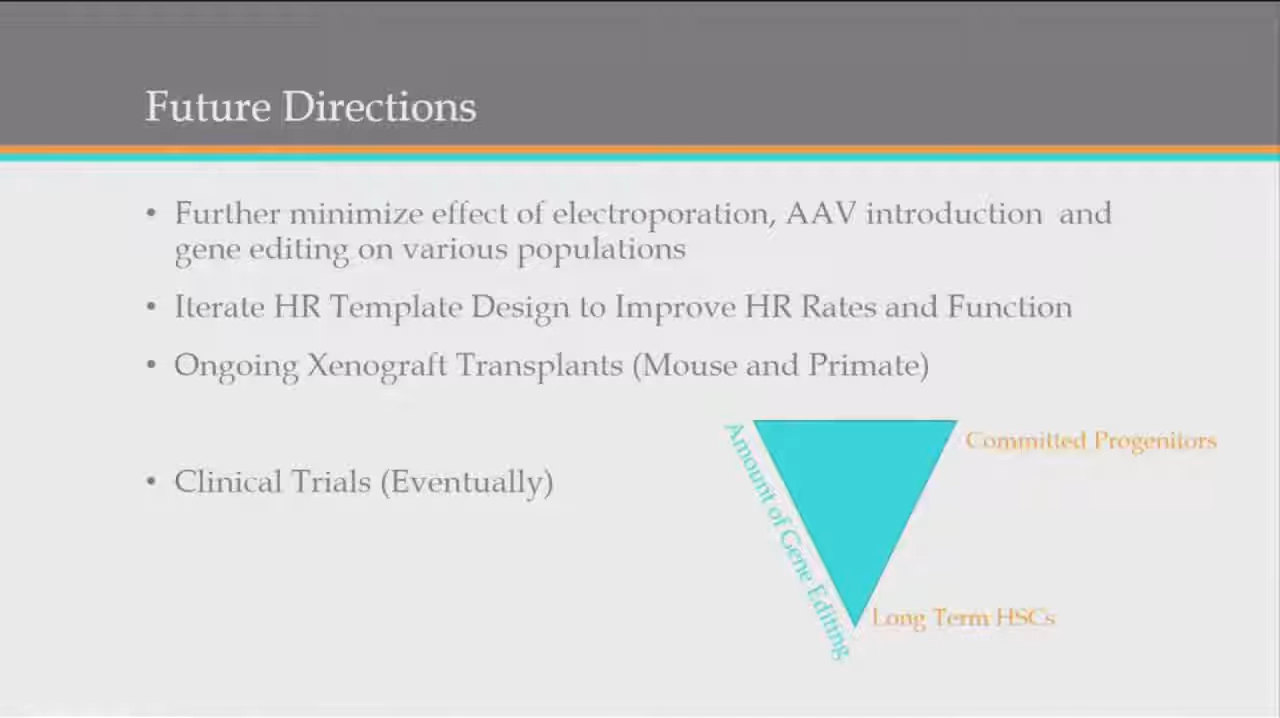 Future Directions
• Further minimize effect of electroporation, AAV introduction and
gene editing on various populations
• Iterate HR Template Design to Improve HR Rates and Function
• Ongoing Xenograft Transplants (Mouse and Primate)
• Clinical Trials (Eventually)
Amount of Gene Editing
Committed Progenitors
Long Term HSCs